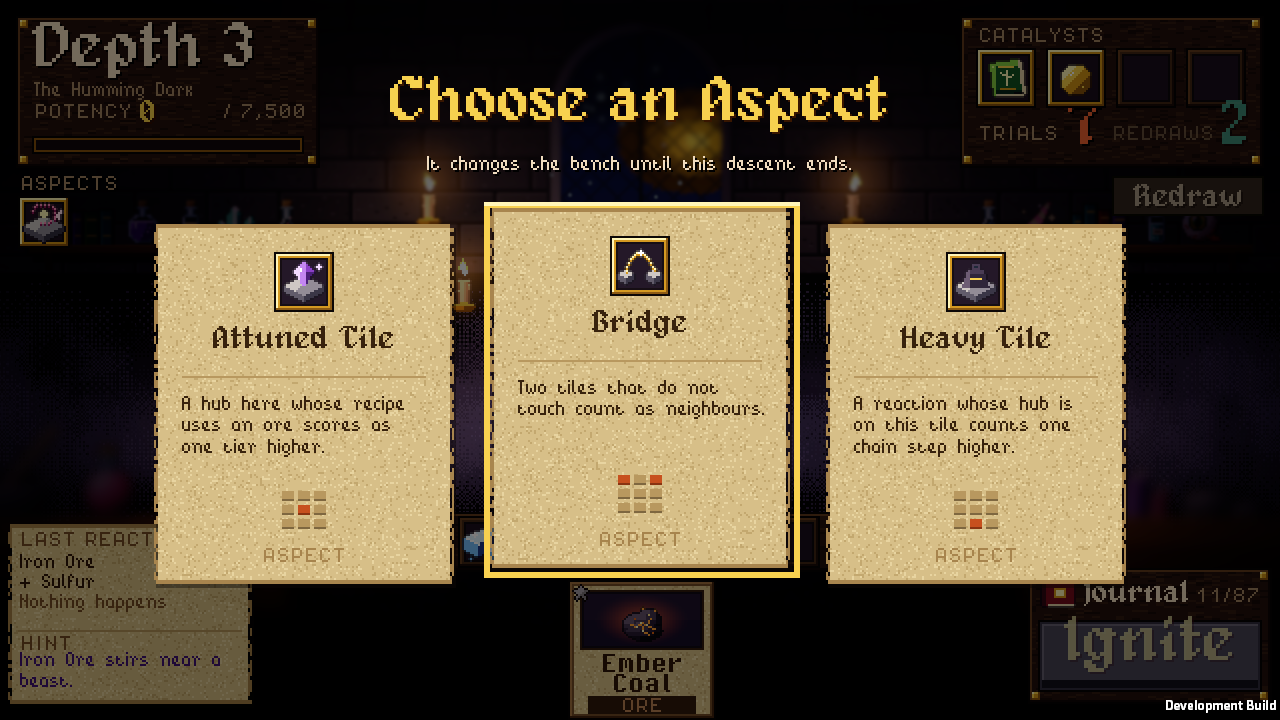 Depth 3
The Humming Dark
POTENCY 0 / 7,500
ASPECTS
Choose an Aspect
It changes the bench until this descent ends.
CATALYSTS
TRIALS 1 REDRAWS 2
Redraw
Attuned Tile
A hub here whose recipe
uses an ore scores as
one tier higher.
ASPECT
Bridge
Two tiles that do not
touch count as neighbours.
ASPECT
Heavy Tile
A reaction whose hub is
on this tile counts one
chain step higher.
ASPECT
LAST REACT
Iron Ore
+ Sulfur
Nothing happens
HINT
Iron Ore stirs near a
beast.
Ember
Coal
ORE
Journal 11/87
Ignite
Development Build